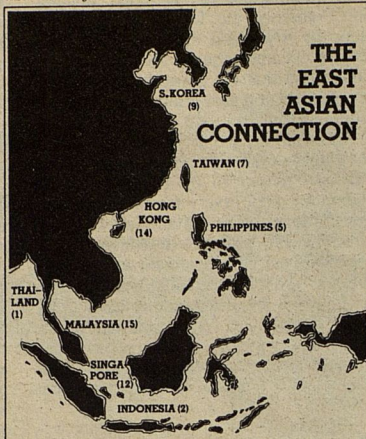 THE
EAST
ASIAN
CONNECTION
S. KOREA
(9)
TAIWAN (7)
HONG
KONG
(14)
PHILIPPINES (5)
THAI-
LAND
(1)
MALAYSIA (15)
SINGA
PORE
(12)
INDONESIA (2)